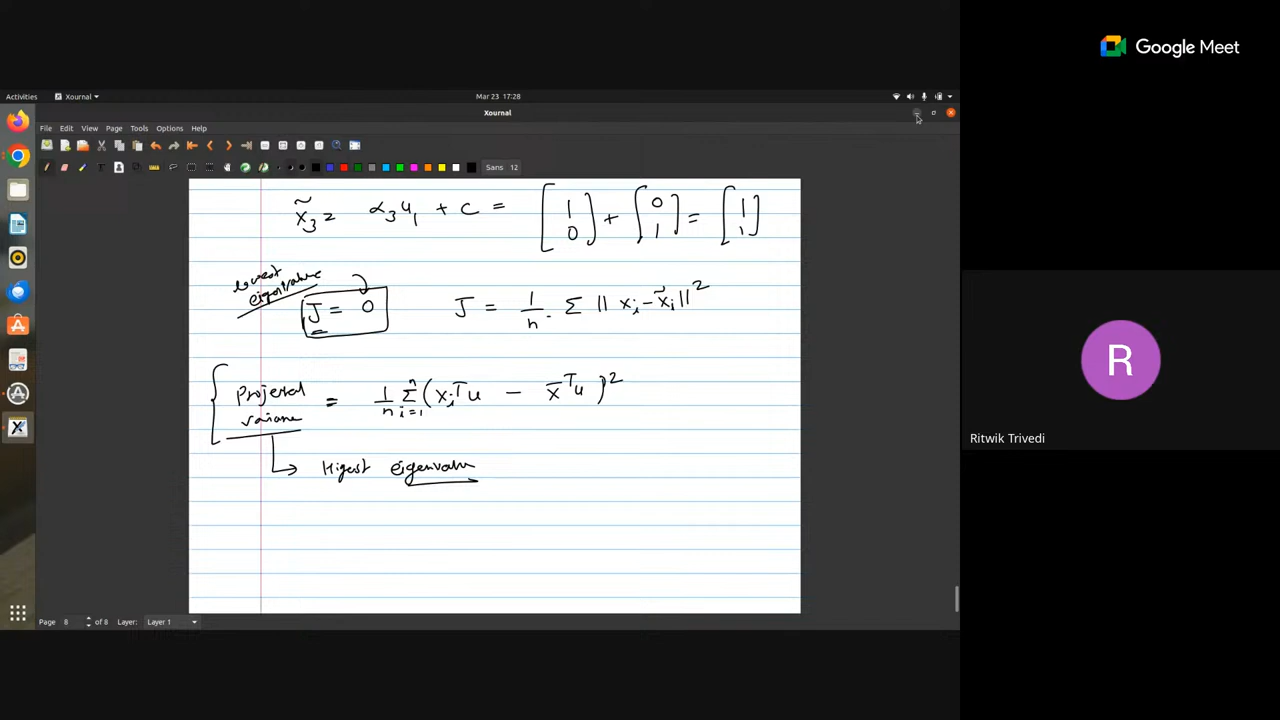 Google Meet
Activities Xournal Mar 23 17:28
Xournal
File Edit View Page Tools Options Help
Sans 12
x̃₃ = α₃u₁ + c = [1 0] + [0 1] = [1 1]
lowest
eigenvalue
J = 0 J = 1/n . Σ || xᵢ - x̃ᵢ ||²
Projected
variance = 1/n Σᵢ₌₁ⁿ (xᵢᵀu - x̄ᵀu)²
Higest eigenvalue
Ritwik Trivedi
R
Page 8 of 8 Layer: Layer 1